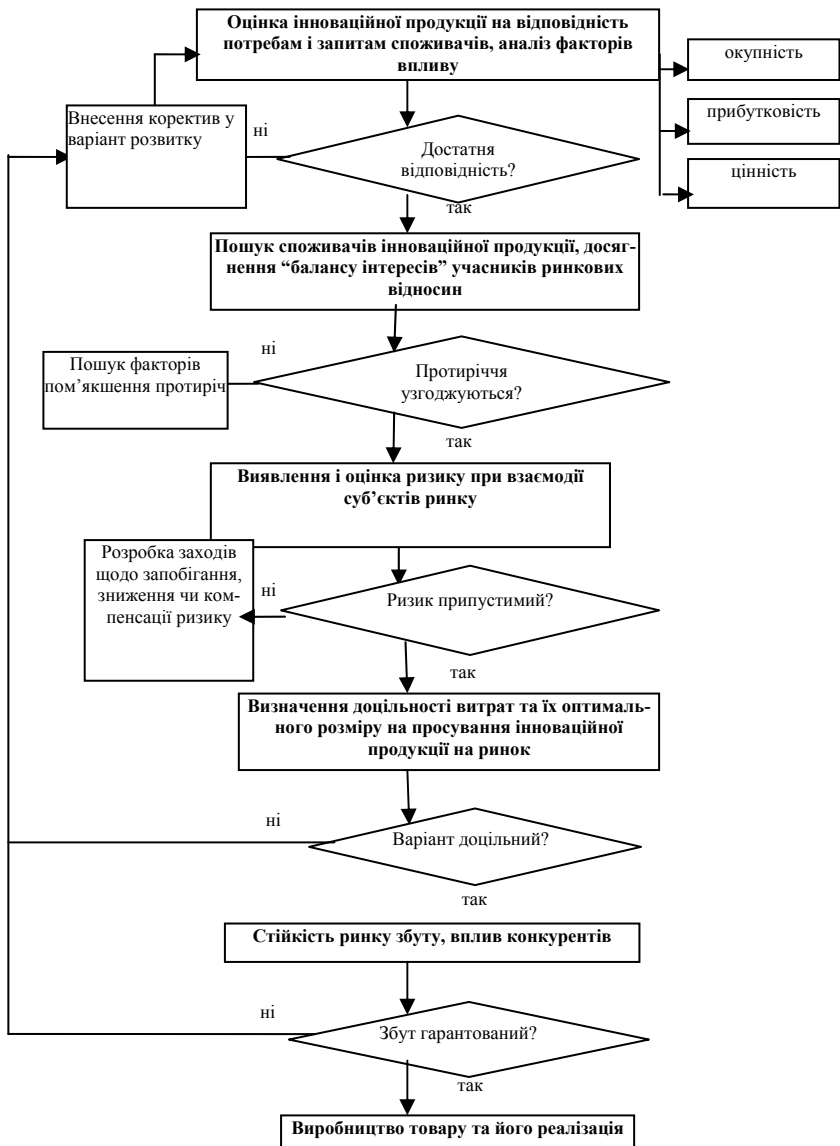 Оцінка інноваційної продукції на відповідність
потребам і запитам споживачів, аналіз факторів
впливу
окупність
прибутковість
цінність
Внесення коректив у
варіант розвитку
ні
Достатня
відповідність?
так
Пошук споживачів інноваційної продукції, досяг-
нення “балансу інтересів” учасників ринкових
відносин
ні
Пошук факторів
пом’якшення протиріч
Протиріччя
узгоджуються?
так
Виявлення і оцінка ризику при взаємодії
суб’єктів ринку
Розробка заходів
щодо запобігання,
зниження чи ком-
пенсації ризику
ні
Ризик припустимий?
так
Визначення доцільності витрат та їх оптималь-
ного розміру на просування інноваційної
продукції на ринок
ні
Варіант доцільний?
так
Стійкість ринку збуту, вплив конкурентів
ні
Збут гарантований?
так
Виробництво товару та його реалізація